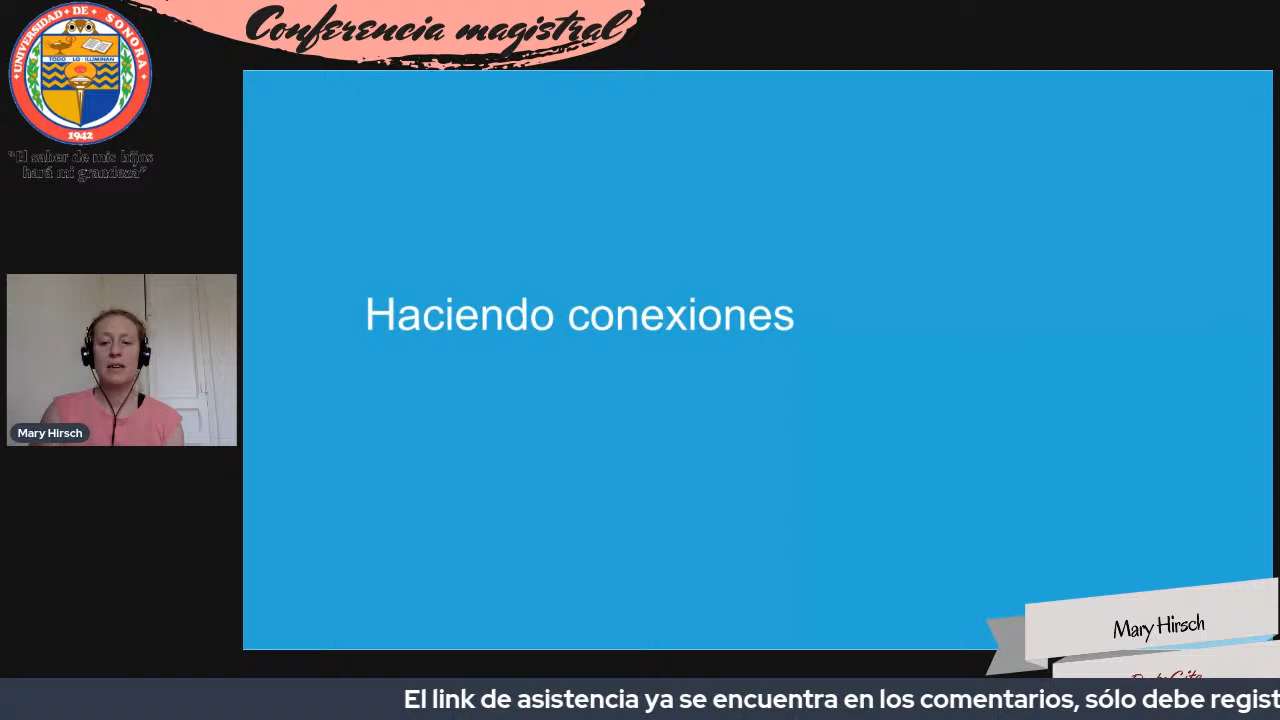 Conferencia magistral
UNIVERSIDAD DE SONORA
TODO LO ILUMINAN
1942
"El saber de mis hijos
hará mi grandeza"
Haciendo conexiones
Mary Hirsch
Mary Hirsch
El link de asistencia ya se encuentra en los comentarios, sólo debe regist